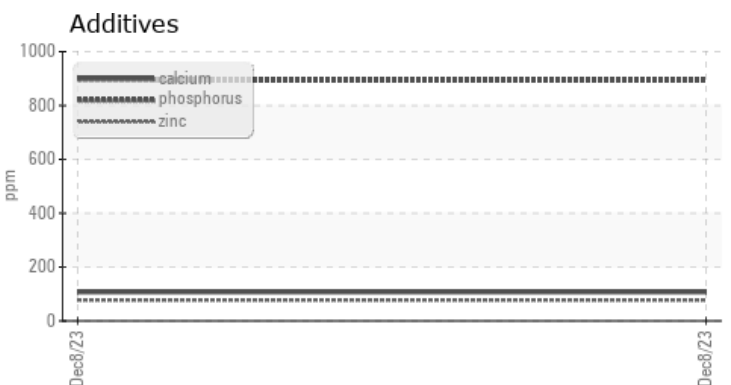 Additives
1000
800
600
400
200
0
ppm
calcium
phosphorus
zinc
Dec8/23
Dec8/23